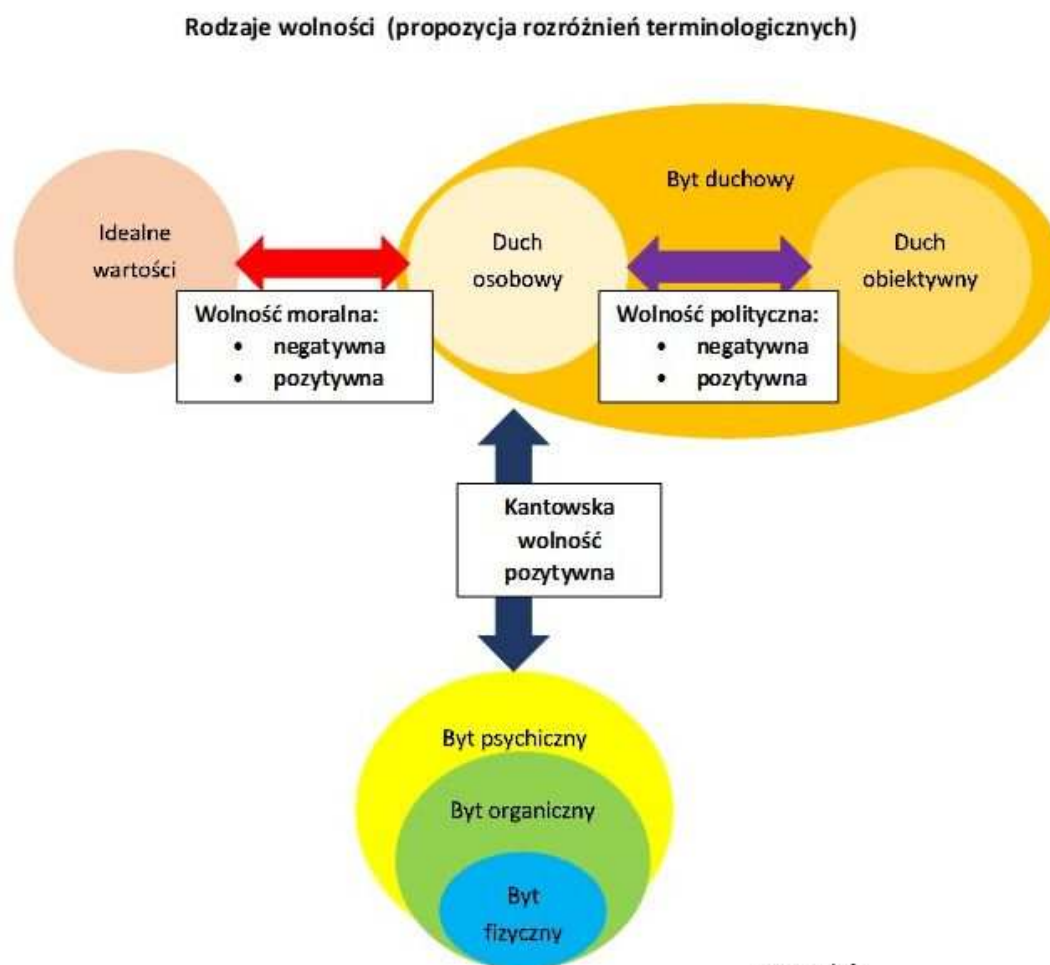 Rodzaje wolności (propozycja rozróżnień terminologicznych)
Byt duchowy
Idealne
wartości
Duch
osobowy
Duch
obiektywny
Wolność moralna:
• negatywna
• pozytywna
Wolność polityczna:
• negatywna
• pozytywna
Kantowska
wolność
pozytywna
Byt psychiczny
Byt organiczny
Byt
fizyczny